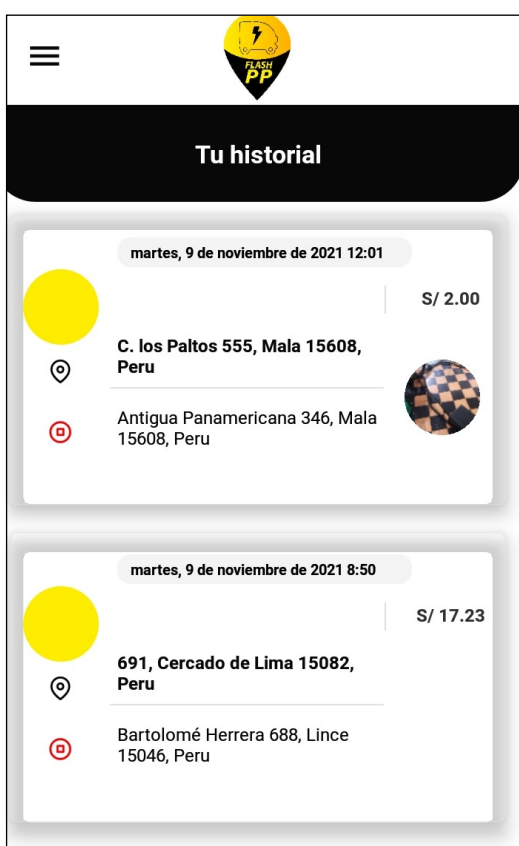 FLASH
PP
Tu historial
martes, 9 de noviembre de 2021 12:01
S/ 2.00
C. los Paltos 555, Mala 15608,
Peru
Antigua Panamericana 346, Mala
15608, Peru
martes, 9 de noviembre de 2021 8:50
S/ 17.23
691, Cercado de Lima 15082,
Peru
Bartolomé Herrera 688, Lince
15046, Peru